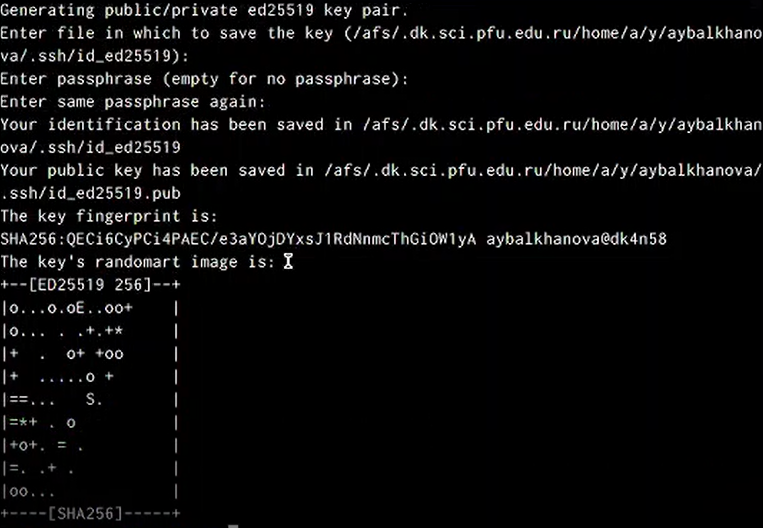 Generating public/private ed25519 key pair.
Enter file in which to save the key (/afs/.dk.sci.pfu.edu.ru/home/a/y/aybalkhano
va/.ssh/id_ed25519):
Enter passphrase (empty for no passphrase):
Enter same passphrase again:
Your identification has been saved in /afs/.dk.sci.pfu.edu.ru/home/a/y/aybalkhan
ova/.ssh/id_ed25519
Your public key has been saved in /afs/.dk.sci.pfu.edu.ru/home/a/y/aybalkhanova/
.ssh/id_ed25519.pub
The key fingerprint is:
SHA256:QECi6CyPCi4PAEC/e3aYOjDYxsJ1RdNnmcThGiOW1yA aybalkhanova@dk4n58
The key's randomart image is:
+--[ED25519 256]--+
|o...o.oE..oo+    |
|o... . .+.+*     |
|+  .  o+ +oo     |
|+  .....o +      |
|==...   S.       |
|=*+ . o          |
|+o+. = .         |
|=. .+ .          |
|oo...            |
+----[SHA256]-----+